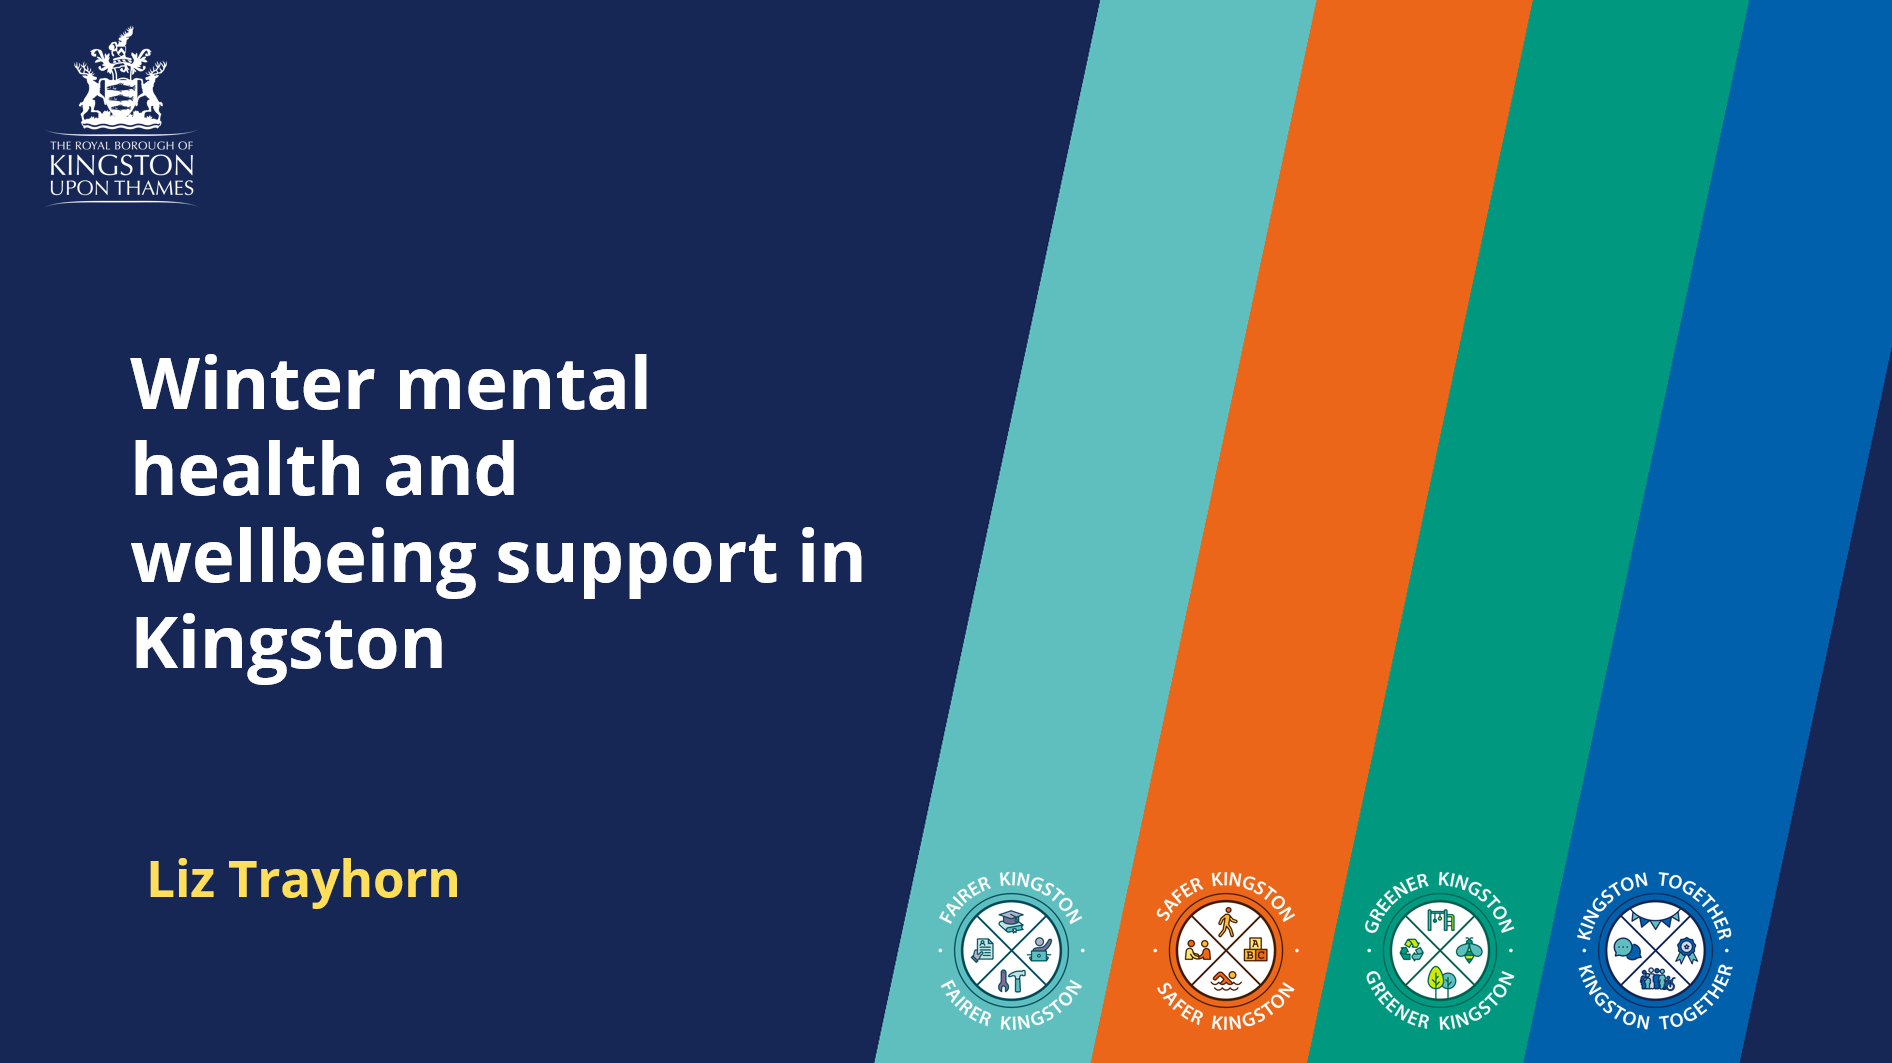 THE ROYAL BOROUGH OF
KINGSTON
UPON THAMES
Winter mental
health and
wellbeing support in
Kingston
Liz Trayhorn
FAIRER KINGSTON
FAIRER KINGSTON
SAFER KINGSTON
A
B C
SAFER KINGSTON
GREENER KINGSTON
GREENER KINGSTON
KINGSTON TOGETHER
KINGSTON TOGETHER